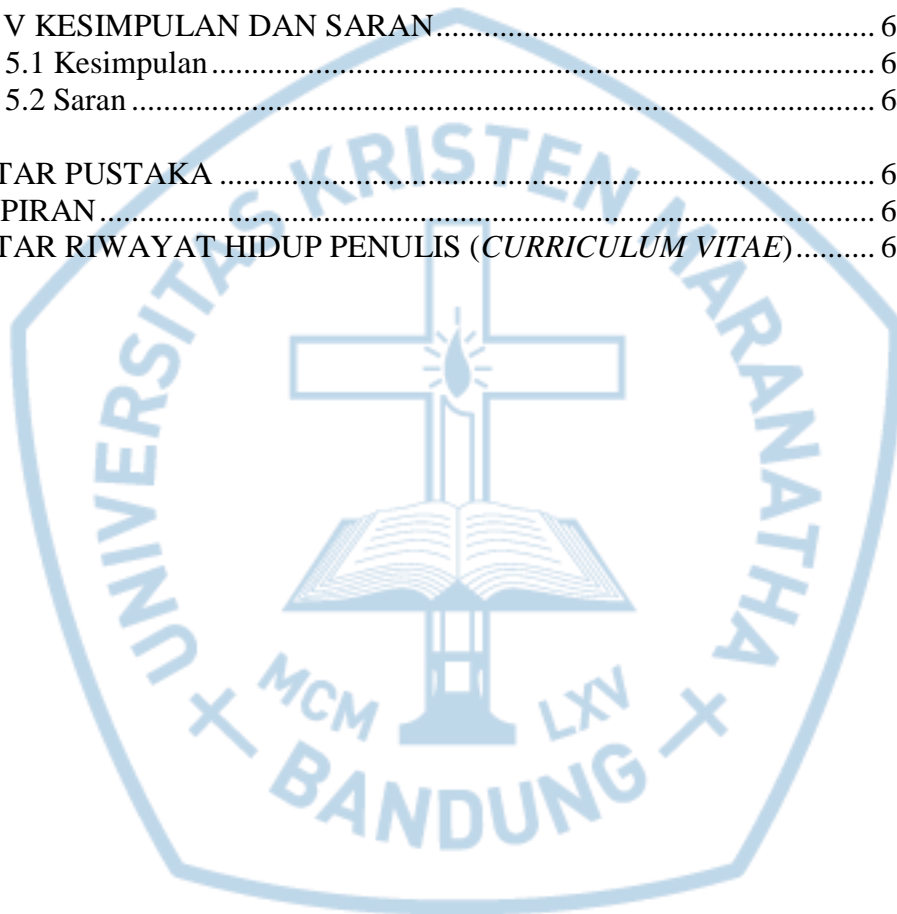 V KESIMPULAN DAN SARAN.................................................. 6
5.1 Kesimpulan.................................................. 6
5.2 Saran.................................................. 6
TAR PUSTAKA.................................................. 6
PIRAN.................................................. 6
TAR RIWAYAT HIDUP PENULIS (CURRICULUM VITAE).......... 6
UNIVERSITAS KRISTEN MARANATHA
MCM LXV
BANDUNG